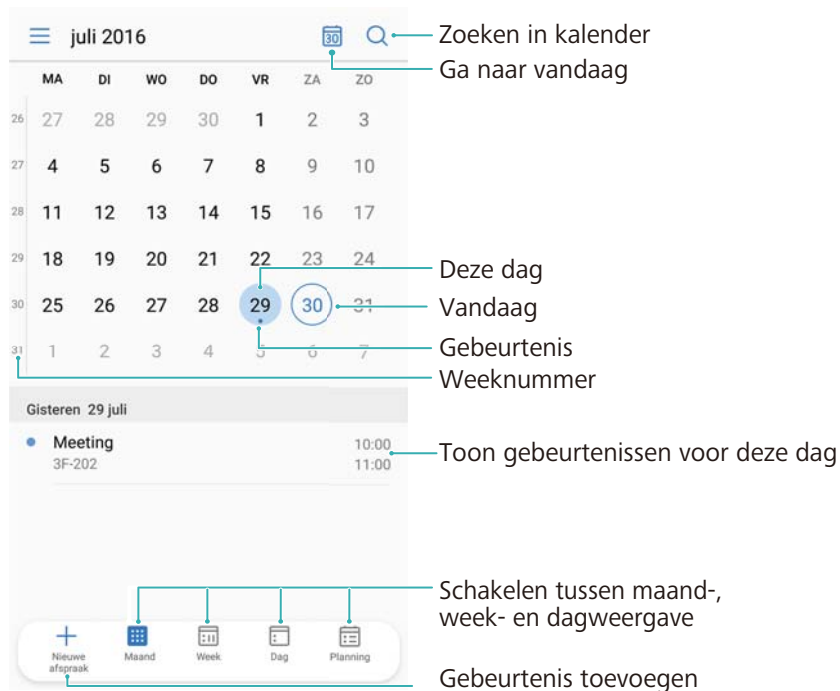 juli 2016
30
Zoeken in kalender
Ga naar vandaag
MA DI WO DO VR ZA ZO
26 27 28 29 30 1 2 3
27 4 5 6 7 8 9 10
28 11 12 13 14 15 16 17
29 18 19 20 21 22 23 24
30 25 26 27 28 29 30 31
31 1 2 3 4 5 6 7
Deze dag
Vandaag
Gebeurtenis
Weeknummer
Gisteren 29 juli
Meeting 10:00
3F-202 11:00
Toon gebeurtenissen voor deze dag
Schakelen tussen maand-,
week- en dagweergave
Nieuwe afspraak
Maand
Week
Dag
Planning
Gebeurtenis toevoegen